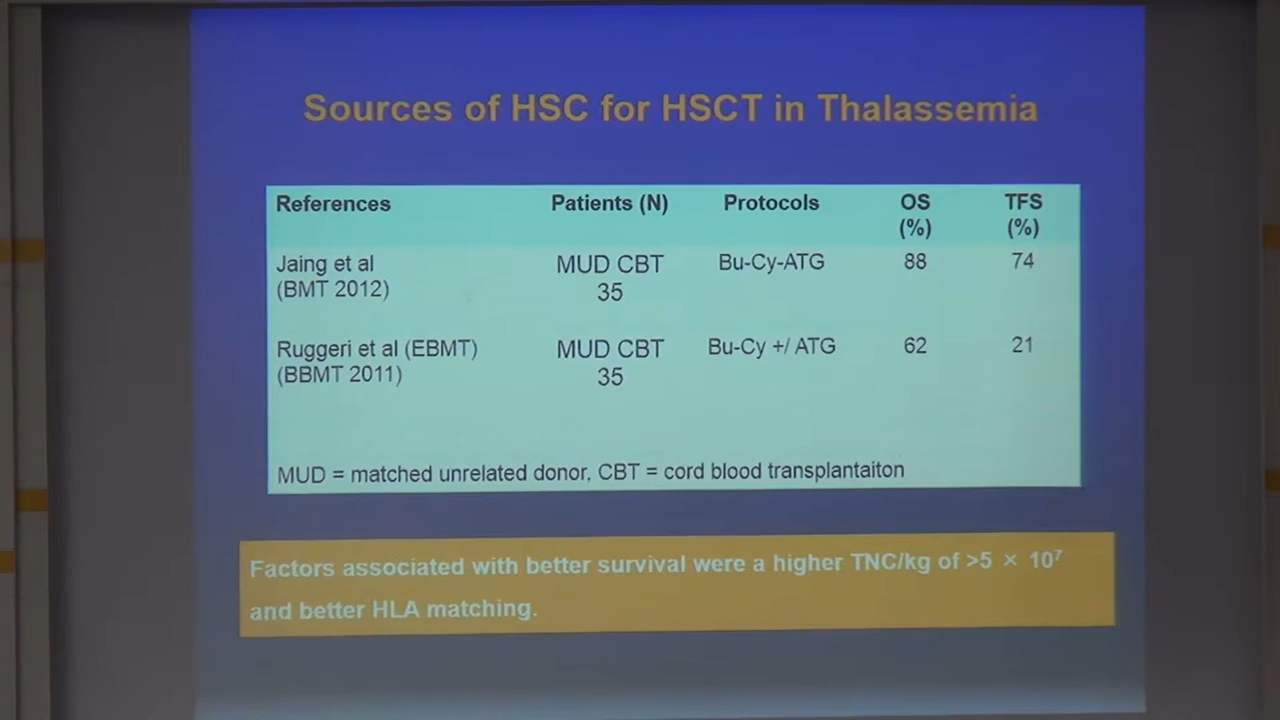 Sources of HSC for HSCT in Thalassemia
References Patients (N) Protocols OS (%) TFS (%)
Jaing et al (BMT 2012) MUD CBT 35 Bu-Cy-ATG 88 74
Ruggeri et al (EBMT) (BBMT 2011) MUD CBT 35 Bu-Cy +/ ATG 62 21
MUD = matched unrelated donor, CBT = cord blood transplantaiton
Factors associated with better survival were a higher TNC/kg of >5 × 10⁷
and better HLA matching.